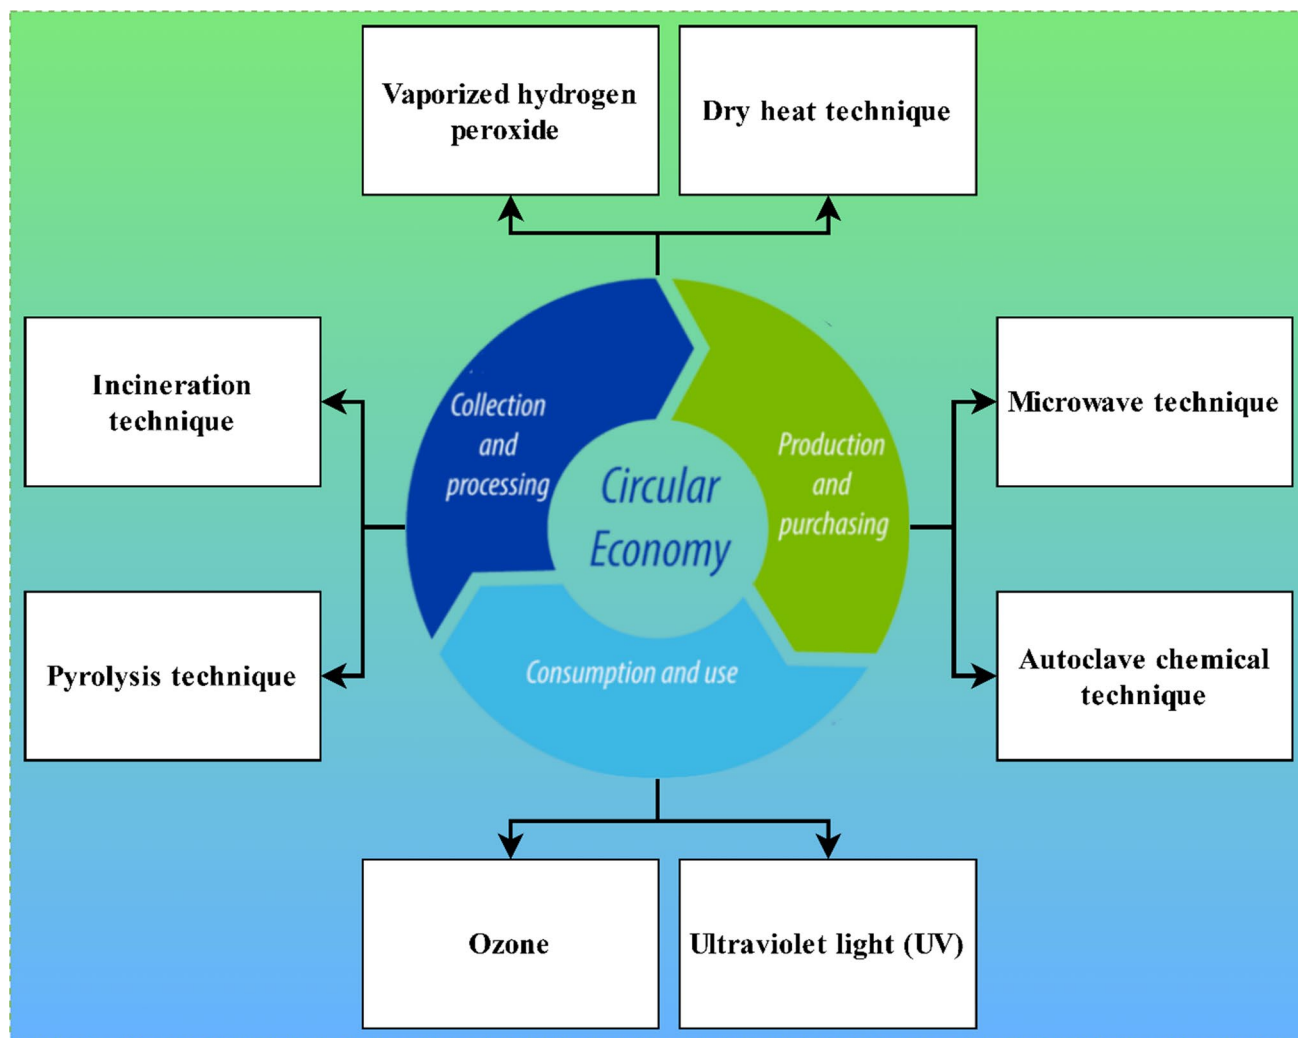 Vaporized hydrogen
peroxide
Dry heat technique
Incineration
technique
Collection
and
processing
Circular
Economy
Production
and
purchasing
Microwave technique
Pyrolysis technique
Consumption and use
Autoclave chemical
technique
Ozone
Ultraviolet light (UV)